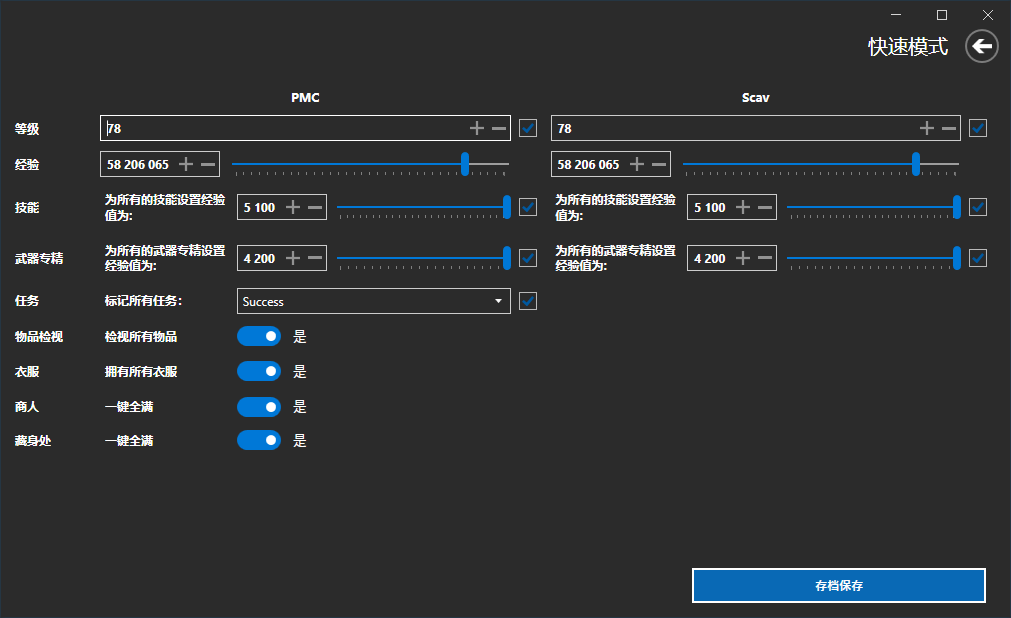 快速模式
PMC Scav
等级 78 78
经验 58 206 065 58 206 065
技能 为所有的技能设置经验 5 100 为所有的技能设置经验 5 100
值为: 值为:
武器专精 为所有的武器专精设置 4 200 为所有的武器专精设置 4 200
经验值为: 经验值为:
任务 标记所有任务: Success
物品检视 检视所有物品 是
衣服 拥有所有衣服 是
商人 一键全满 是
藏身处 一键全满 是
存档保存